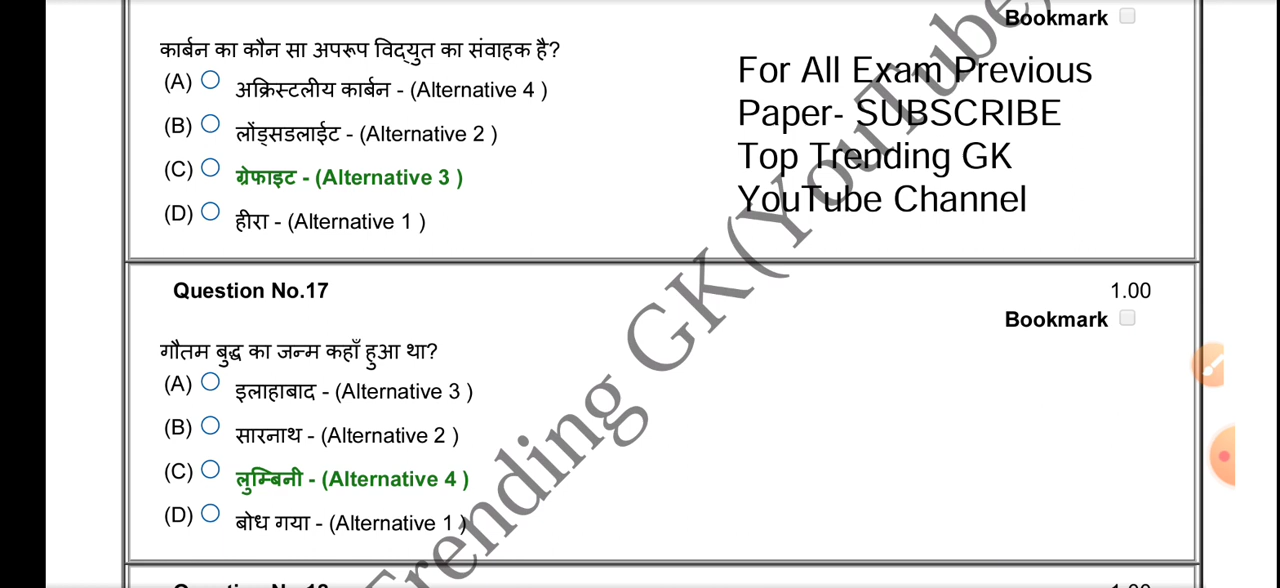 Bookmark
कार्बन का कौन सा अपरूप विद्युत का संवाहक है?
(A) अक्रिस्टलीय कार्बन - (Alternative 4 )
(B) लोंड्सडलाईट - (Alternative 2 )
(C) ग्रेफाइट - (Alternative 3 )
(D) हीरा - (Alternative 1 )
For All Exam Previous
Paper- SUBSCRIBE
Top Trending GK
YouTube Channel
Question No.17 1.00
Bookmark
गौतम बुद्ध का जन्म कहाँ हुआ था?
(A) इलाहाबाद - (Alternative 3 )
(B) सारनाथ - (Alternative 2 )
(C) लुम्बिनी - (Alternative 4 )
(D) बोध गया - (Alternative 1 )
Trending GK(YouTube)